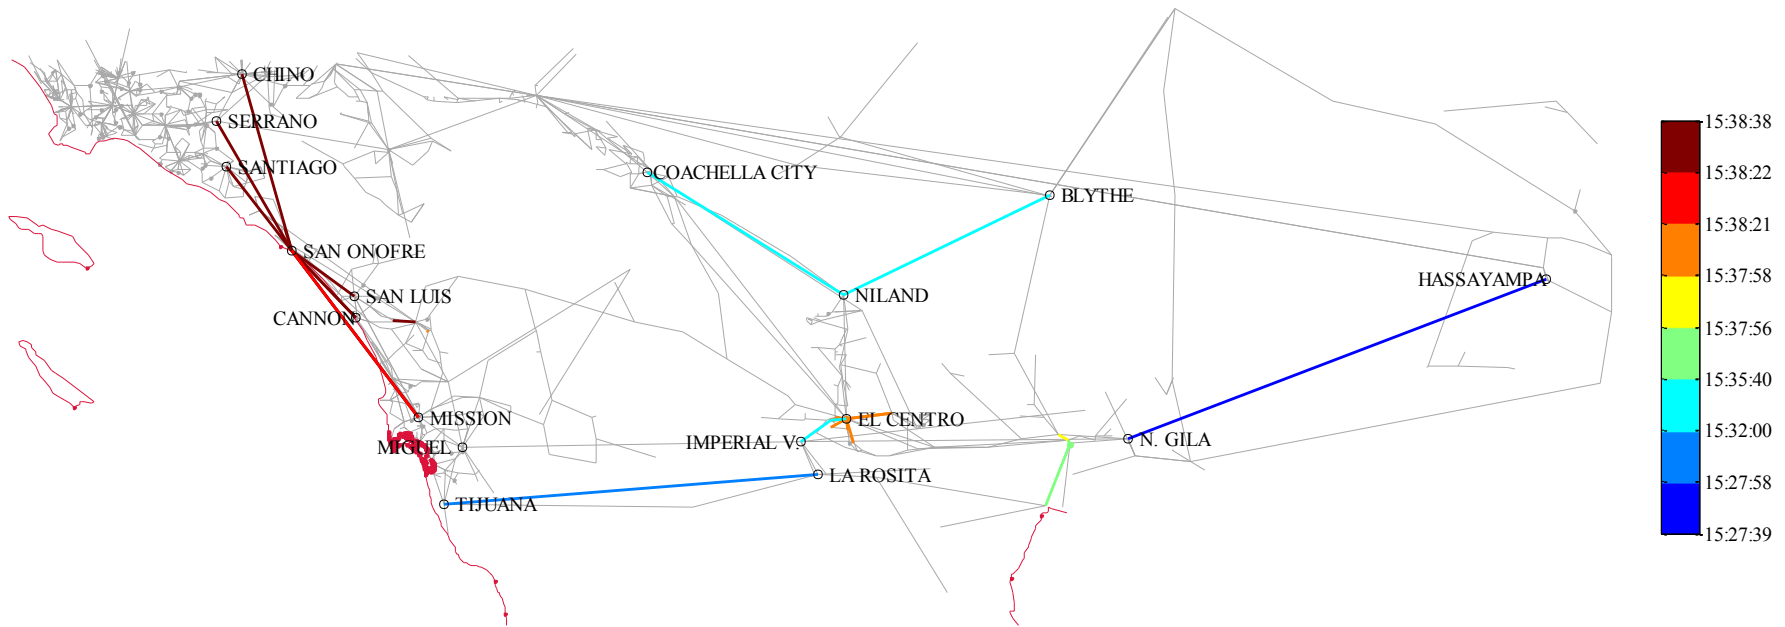 CHINO
SERRANO
SANTIAGO
SAN ONOFRE
SAN LUIS
CANNON
MISSION
MIGUEL
TIJUANA
COACHELLA CITY
BLYTHE
NILAND
HASSAYAMPA
EL CENTRO
IMPERIAL V.
N. GILA
LA ROSITA
15:38:38
15:38:22
15:38:21
15:37:58
15:37:56
15:35:40
15:32:00
15:27:58
15:27:39